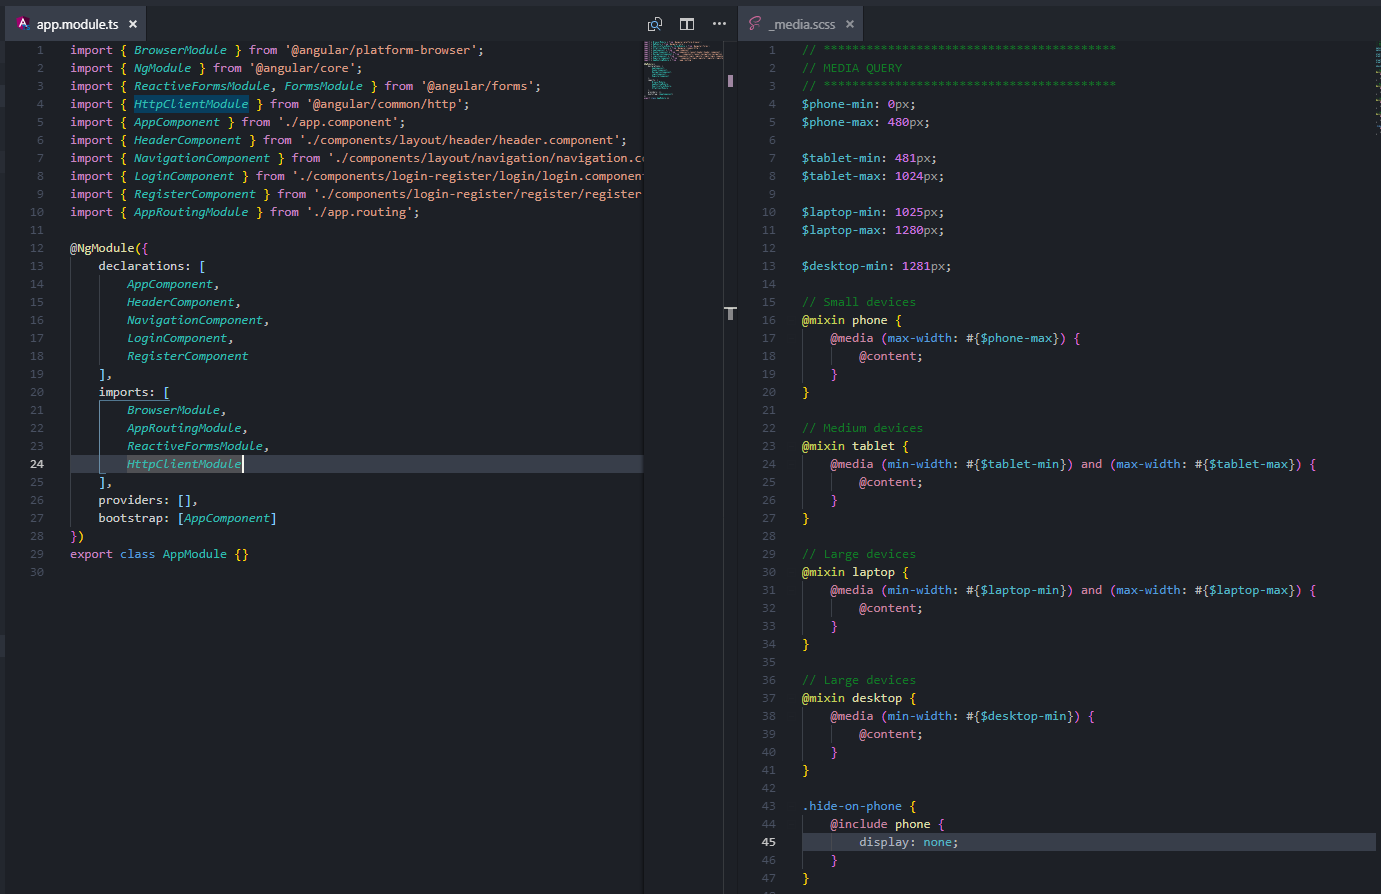 app.module.ts ×
1 import { BrowserModule } from '@angular/platform-browser';
2 import { NgModule } from '@angular/core';
3 import { ReactiveFormsModule, FormsModule } from '@angular/forms';
4 import { HttpClientModule } from '@angular/common/http';
5 import { AppComponent } from './app.component';
6 import { HeaderComponent } from './components/layout/header/header.component';
7 import { NavigationComponent } from './components/layout/navigation/navigation.c
8 import { LoginComponent } from './components/login-register/login/login.componen
9 import { RegisterComponent } from './components/login-register/register/register
10 import { AppRoutingModule } from './app.routing';
11
12 @NgModule({
13     declarations: [
14         AppComponent,
15         HeaderComponent,
16         NavigationComponent,
17         LoginComponent,
18         RegisterComponent
19     ],
20     imports: [
21         BrowserModule,
22         AppRoutingModule,
23         ReactiveFormsModule,
24         HttpClientModule
25     ],
26     providers: [],
27     bootstrap: [AppComponent]
28 })
29 export class AppModule {}
30
_media.scss ×
1 // *****************************************
2 // MEDIA QUERY
3 // *****************************************
4 $phone-min: 0px;
5 $phone-max: 480px;
6
7 $tablet-min: 481px;
8 $tablet-max: 1024px;
9
10 $laptop-min: 1025px;
11 $laptop-max: 1280px;
12
13 $desktop-min: 1281px;
14
15 // Small devices
16 @mixin phone {
17     @media (max-width: #{$phone-max}) {
18         @content;
19     }
20 }
21
22 // Medium devices
23 @mixin tablet {
24     @media (min-width: #{$tablet-min}) and (max-width: #{$tablet-max}) {
25         @content;
26     }
27 }
28
29 // Large devices
30 @mixin laptop {
31     @media (min-width: #{$laptop-min}) and (max-width: #{$laptop-max}) {
32         @content;
33     }
34 }
35
36 // Large devices
37 @mixin desktop {
38     @media (min-width: #{$desktop-min}) {
39         @content;
40     }
41 }
42
43 .hide-on-phone {
44     @include phone {
45         display: none;
46     }
47 }